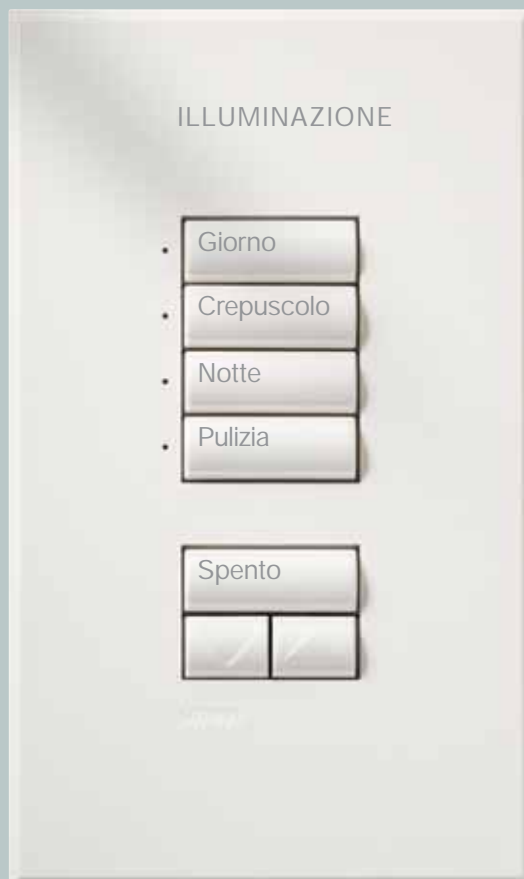 ILLUMINAZIONE
Giorno
Crepuscolo
Notte
Pulizia
Spento